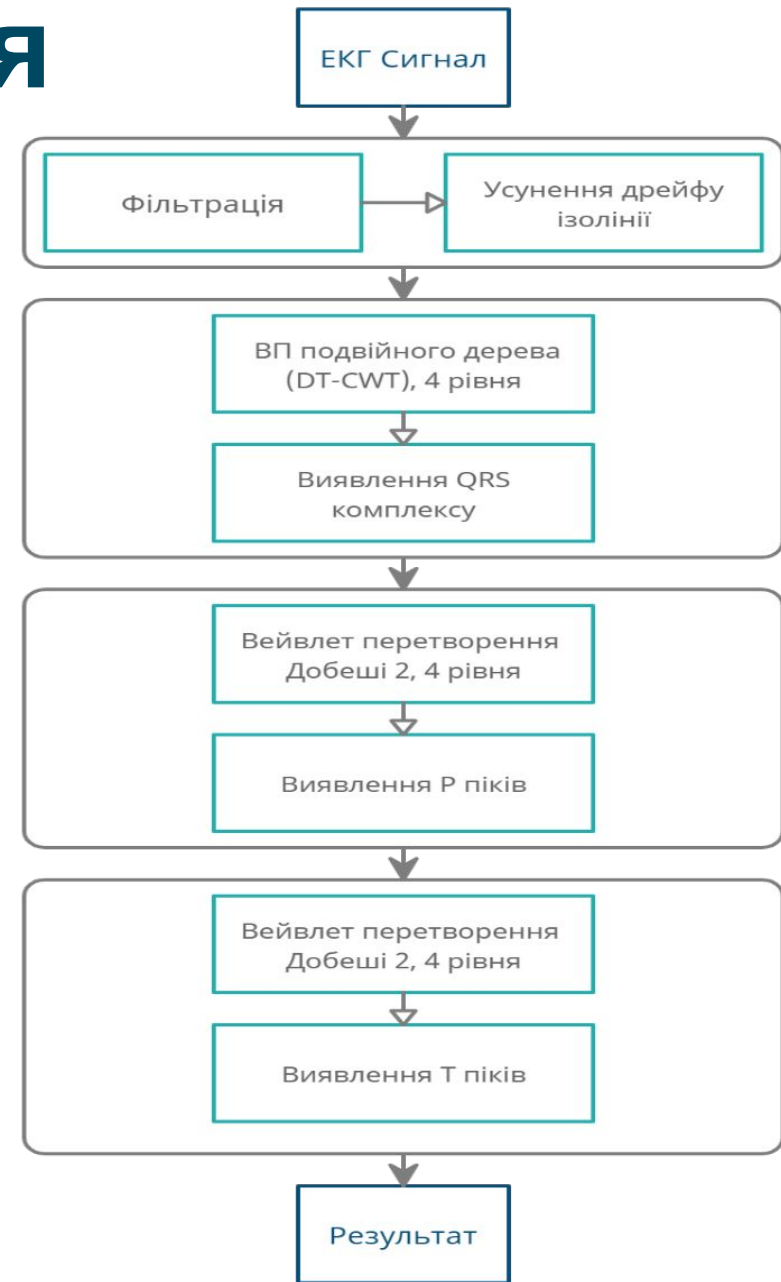 я
ЕКГ Сигнал
Фільтрація
Усунення дрейфу
ізолінії
ВП подвійного дерева
(DT-CWT), 4 рівня
Виявлення QRS
комплексу
Вейвлет перетворення
Добеші 2, 4 рівня
Виявлення P піків
Вейвлет перетворення
Добеші 2, 4 рівня
Виявлення T піків
Результат